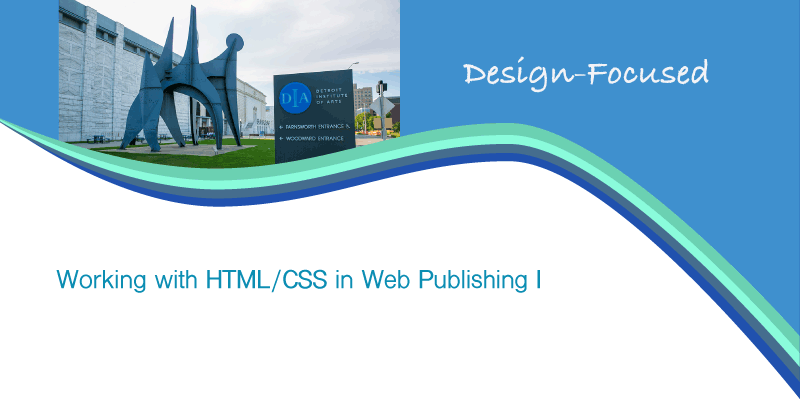 Design-Focused
DIA
DETROIT
INSTITUTE
OF ARTS
← FARNSWORTH ENTRANCE
← WOODWARD ENTRANCE
Working with HTML/CSS in Web Publishing I